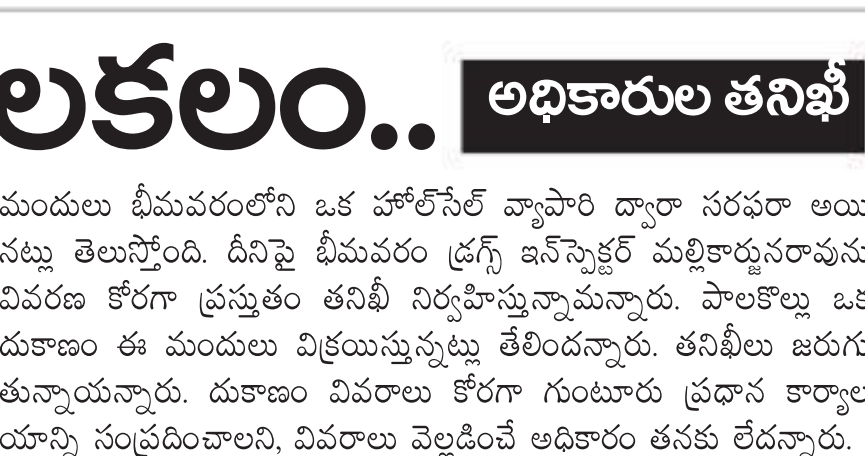 లకలం..
అధికారుల తనిఖీ
మందులు భీమవరంలోని ఒక హోల్‌సేల్ వ్యాపారి ద్వారా సరఫరా అయి
నట్లు తెలుస్తోంది. దీనిపై భీమవరం డ్రగ్స్ ఇన్‌స్పెక్టర్ మల్లికార్జునరావును
వివరణ కోరగా ప్రస్తుతం తనిఖీ నిర్వహిస్తున్నామన్నారు. పాలకొల్లు ఒక
దుకాణం ఈ మందులు విక్రయిస్తున్నట్లు తేలిందన్నారు. తనిఖీలు జరుగు
తున్నాయన్నారు. దుకాణం వివరాలు కోరగా గుంటూరు ప్రధాన కార్యాల
యాన్ని సంప్రదించాలని, వివరాలు వెల్లడించే అధికారం తనకు లేదన్నారు.